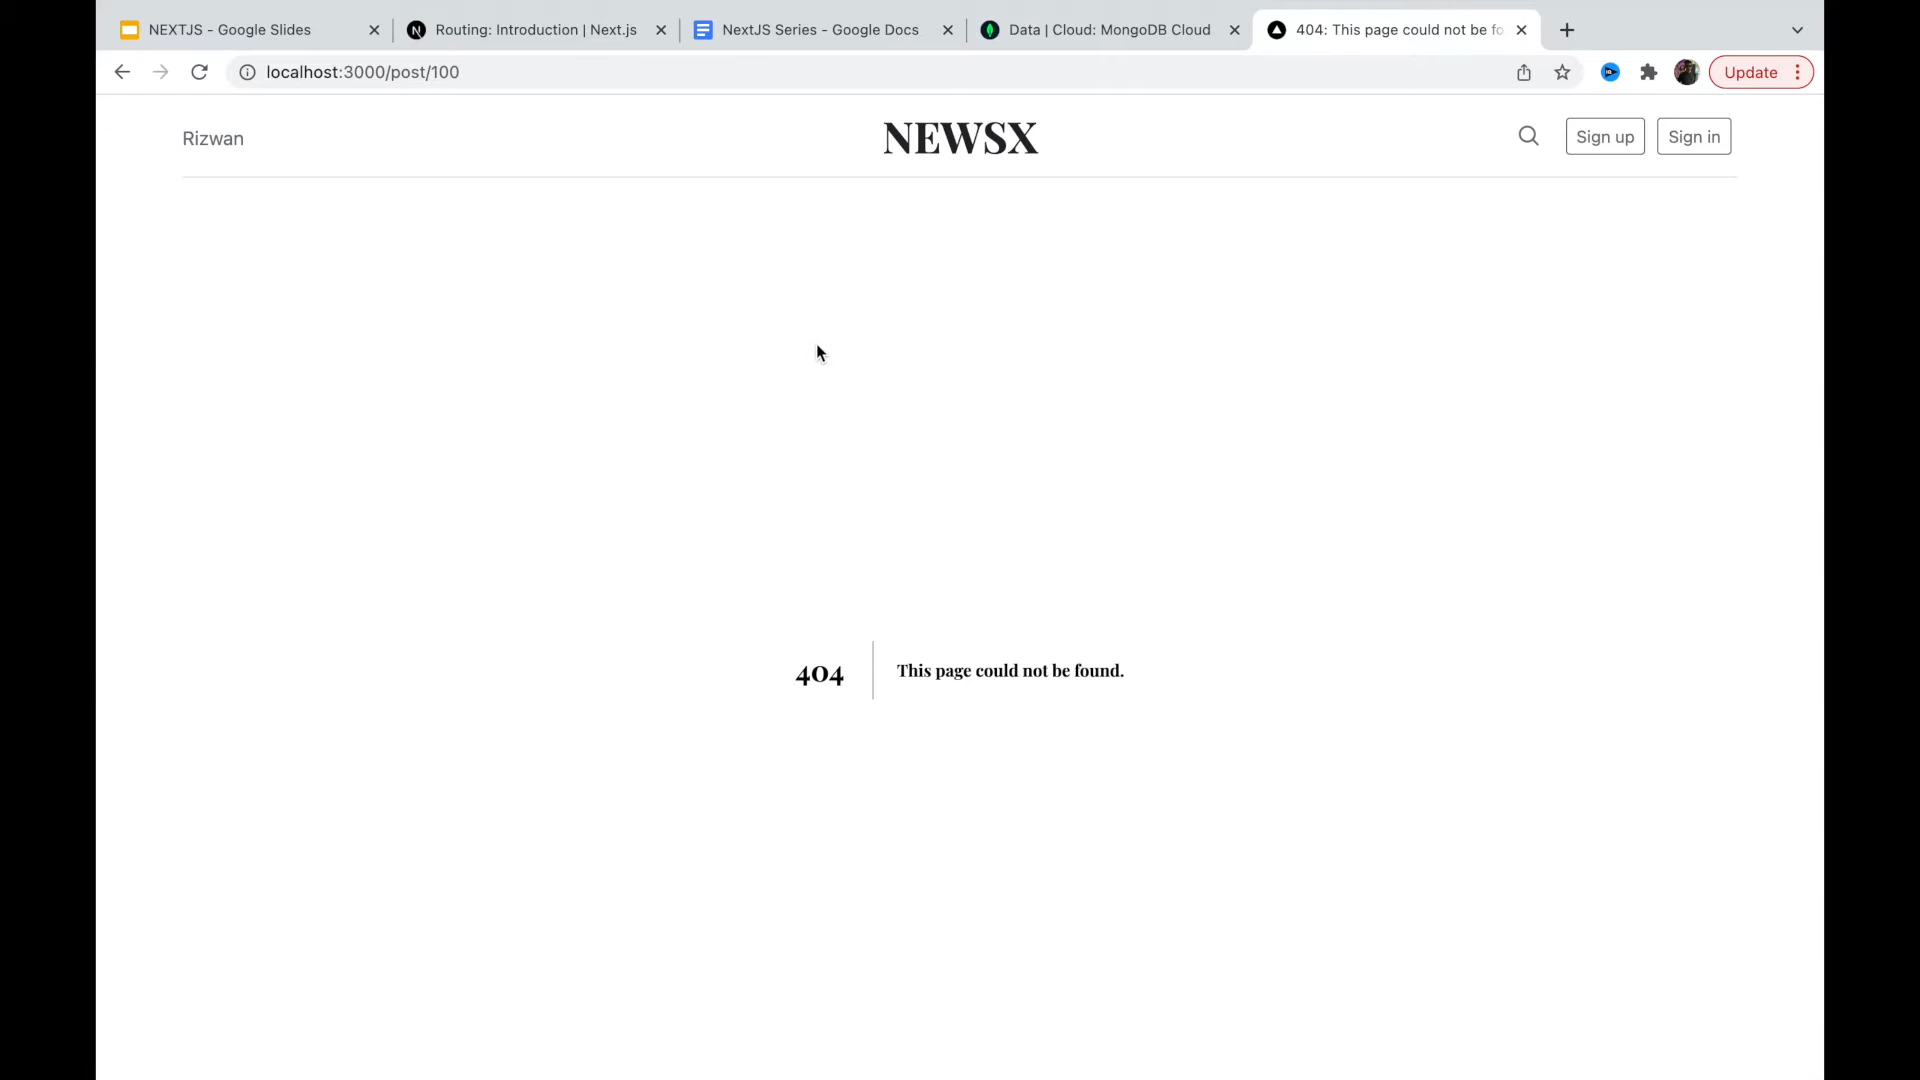 NEXTJS - Google Slides
Routing: Introduction | Next.js
NextJS Series - Google Docs
Data | Cloud: MongoDB Cloud
404: This page could not be fo
localhost:3000/post/100
Update
Rizwan
NEWSX
Sign up
Sign in
404
This page could not be found.